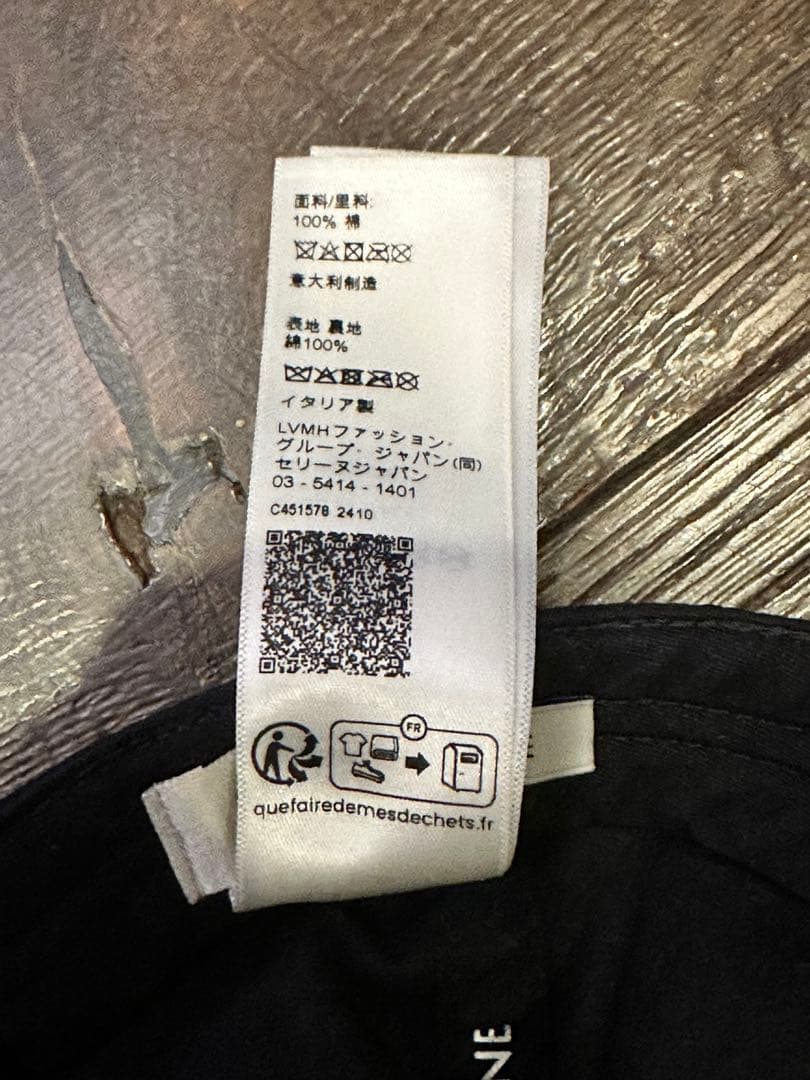 面料/里料:
100% 棉
意大利制造
表地 裏地
綿100%
イタリア製
LVMHファッション・
グループ・ジャパン(同)
セリーヌジャパン
03 - 5414 - 1401
C451578 2410
FR
quefairedemesdechets.fr
E
NE